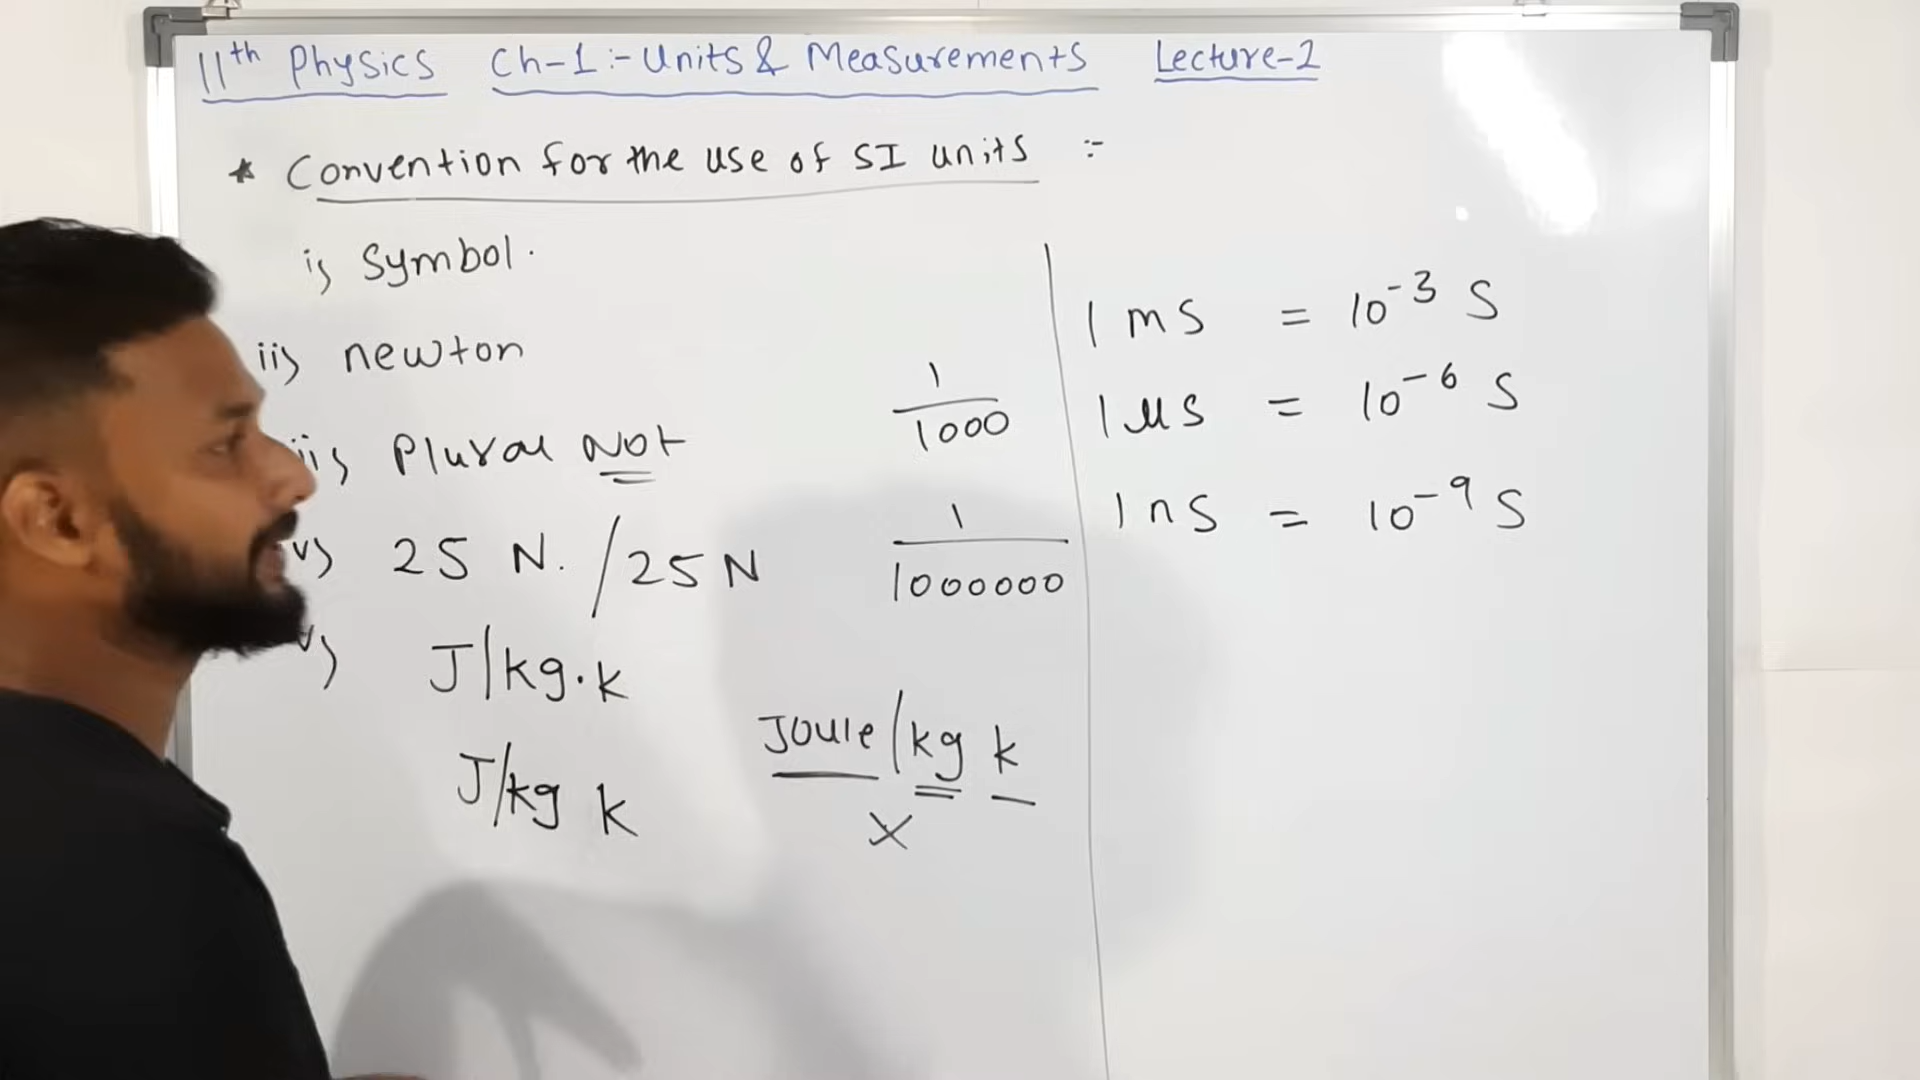 11th Physics Ch-1:- Units & Measurements Lecture-2
* Convention for the use of SI units :-
i) Symbol.
ii) newton
ii) Plural Not
v) 25 N. / 25 N
v) J/kg.k
J/kg k
Joule/kg k
X
1
1000
1
1000000
1 ms = 10⁻³ S
1 μs = 10⁻⁶ S
1 ns = 10⁻⁹ S